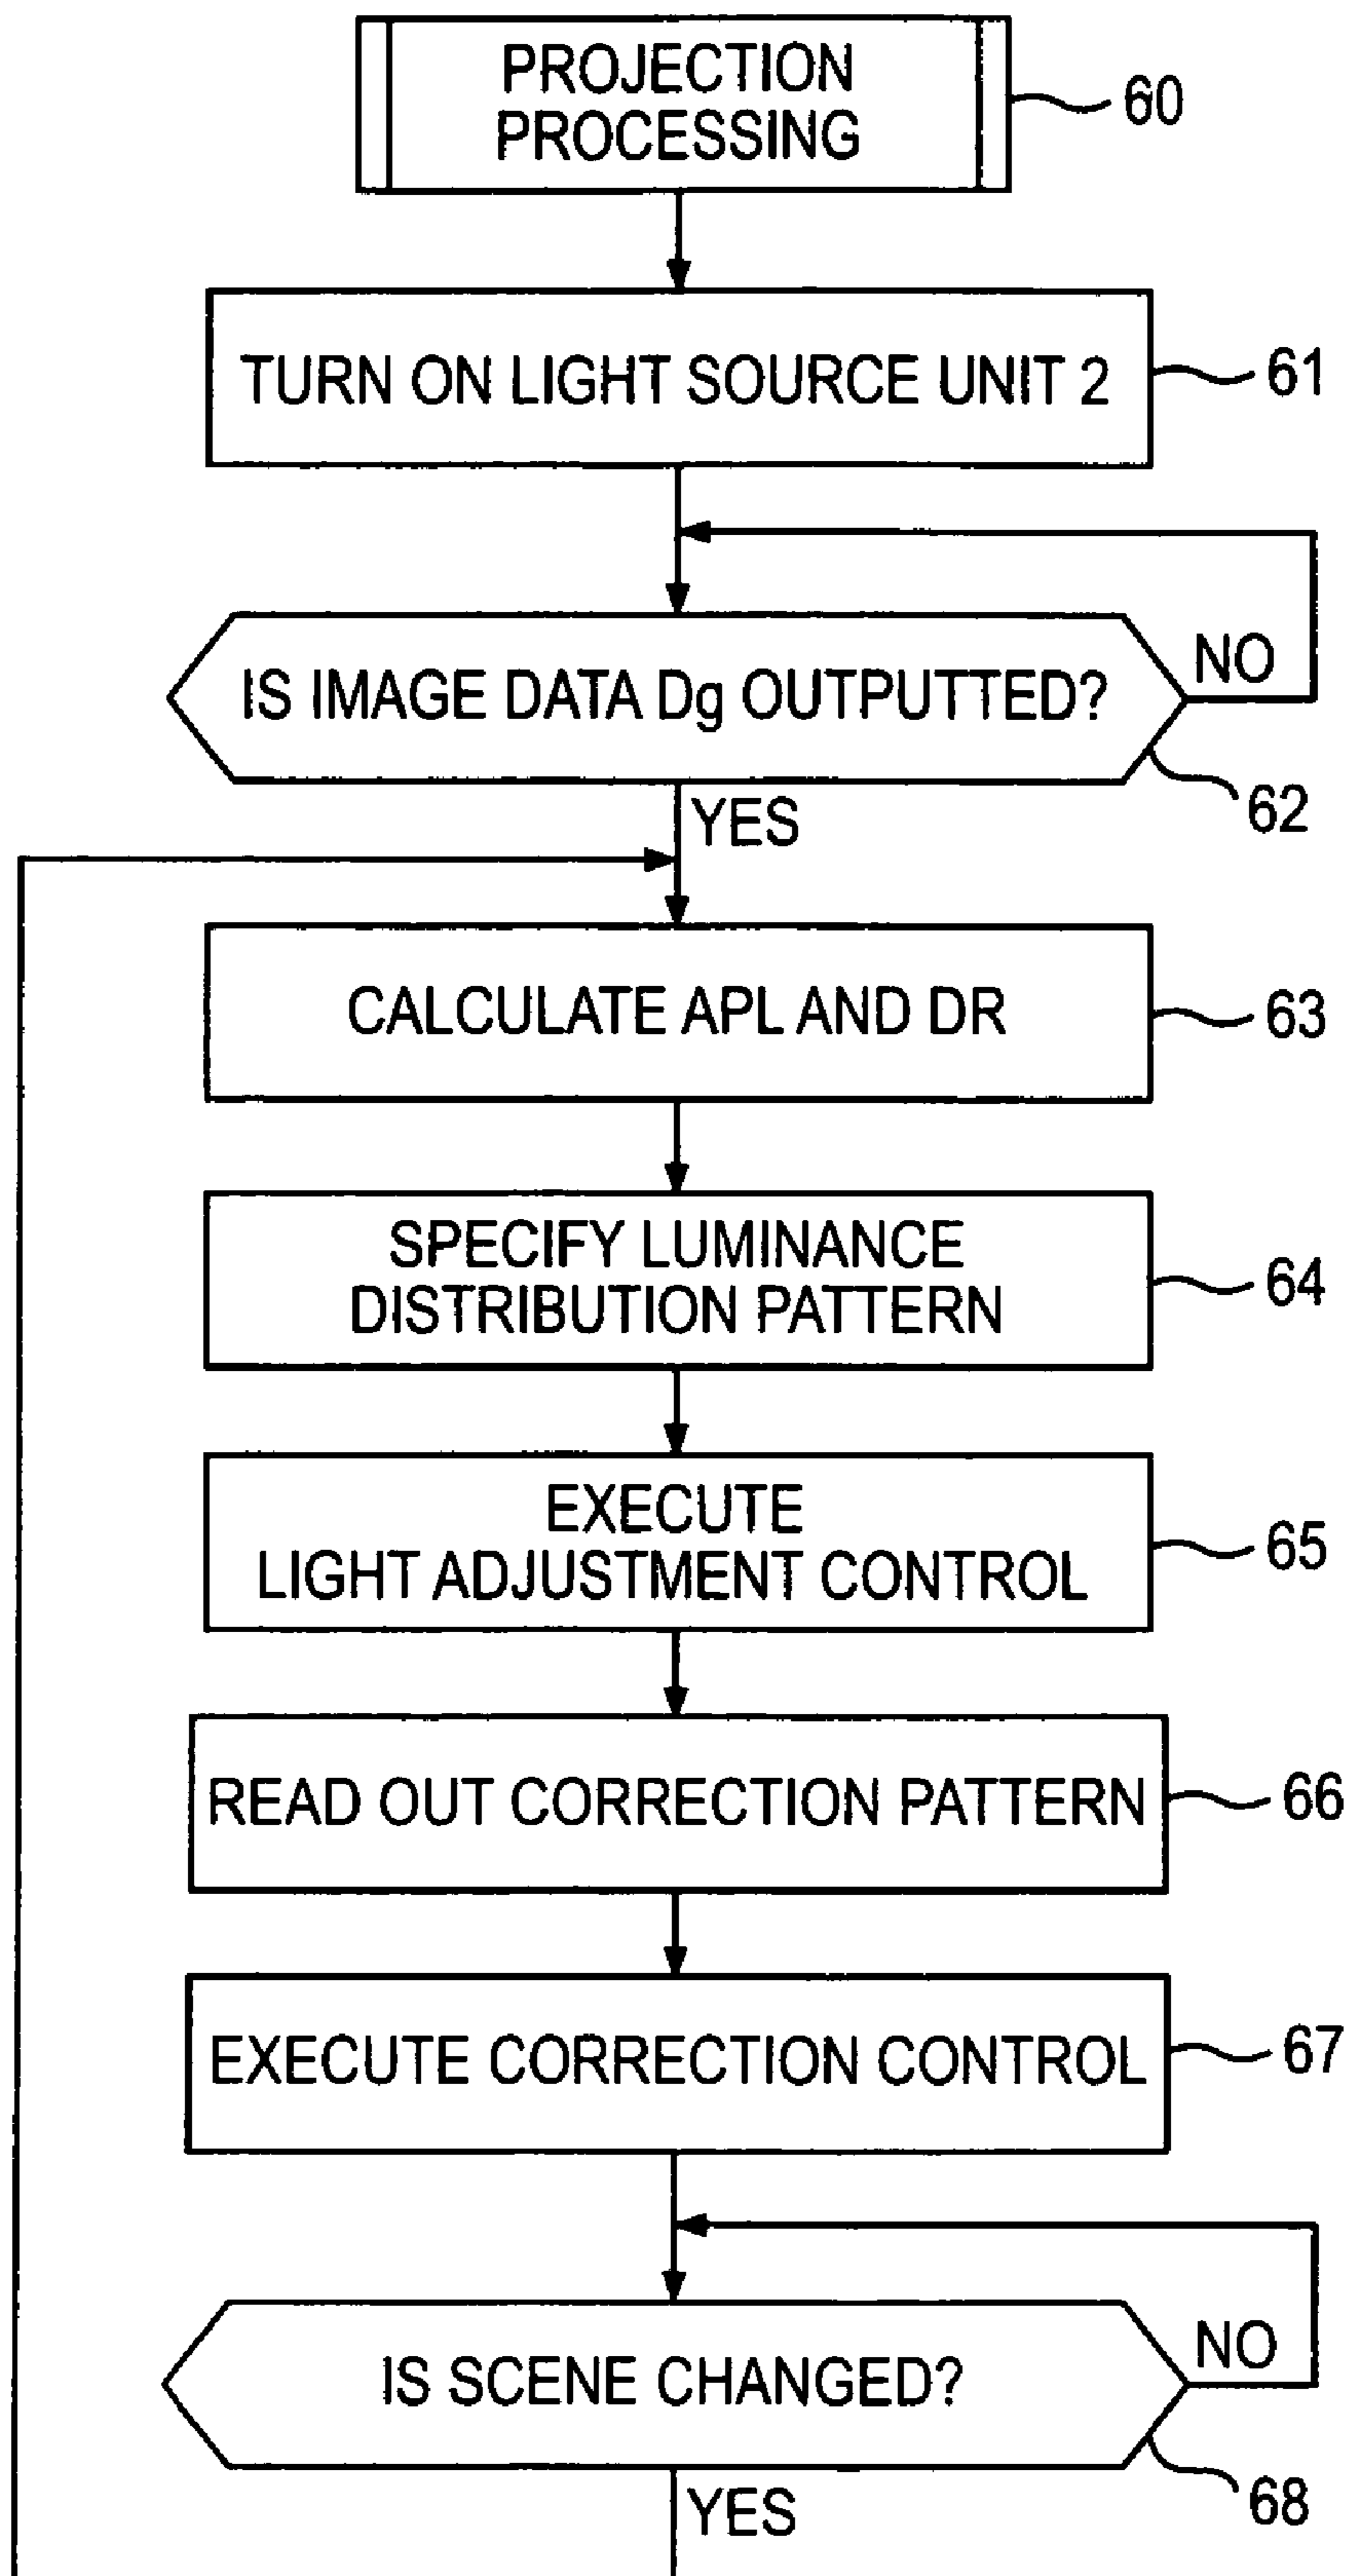 PROJECTION
PROCESSING
60
TURN ON LIGHT SOURCE UNIT 2
61
IS IMAGE DATA Dg OUTPUTTED?
NO
62
YES
CALCULATE APL AND DR
63
SPECIFY LUMINANCE
DISTRIBUTION PATTERN
64
EXECUTE
LIGHT ADJUSTMENT CONTROL
65
READ OUT CORRECTION PATTERN
66
EXECUTE CORRECTION CONTROL
67
IS SCENE CHANGED?
NO
68
YES